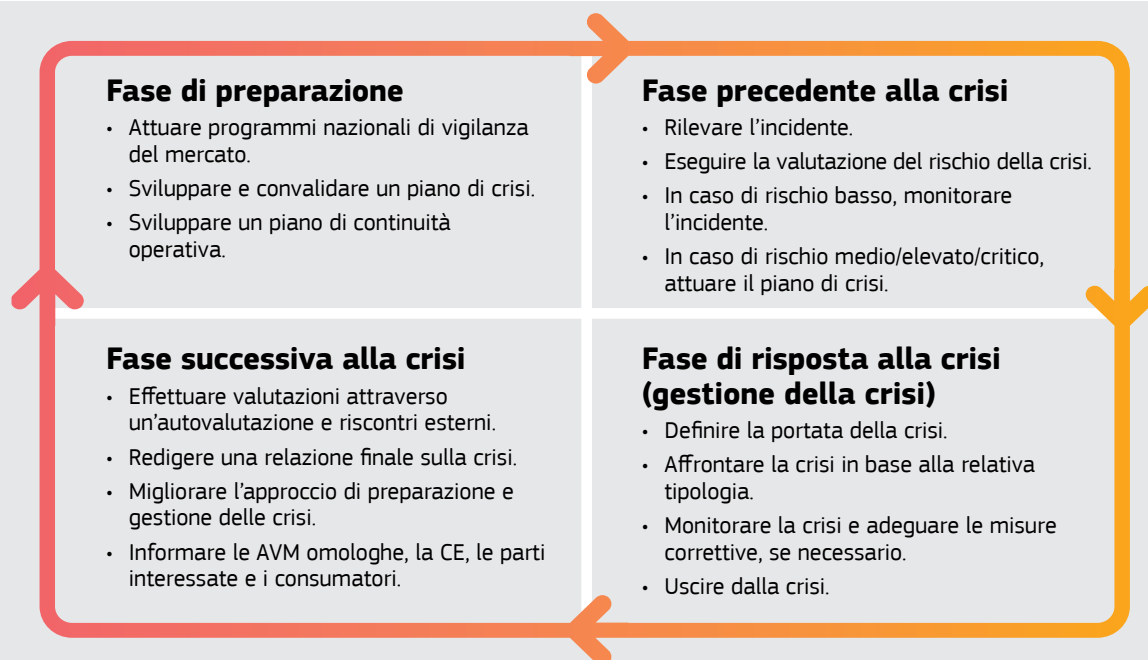 Fase di preparazione
• Attuare programmi nazionali di vigilanza
del mercato.
• Sviluppare e convalidare un piano di crisi.
• Sviluppare un piano di continuità
operativa.
Fase precedente alla crisi
• Rilevare l’incidente.
• Eseguire la valutazione del rischio della crisi.
• In caso di rischio basso, monitorare
l’incidente.
• In caso di rischio medio/elevato/critico,
attuare il piano di crisi.
Fase successiva alla crisi
• Effettuare valutazioni attraverso
un’autovalutazione e riscontri esterni.
• Redigere una relazione finale sulla crisi.
• Migliorare l’approccio di preparazione e
gestione delle crisi.
• Informare le AVM omologhe, la CE, le parti
interessate e i consumatori.
Fase di risposta alla crisi
(gestione della crisi)
• Definire la portata della crisi.
• Affrontare la crisi in base alla relativa
tipologia.
• Monitorare la crisi e adeguare le misure
correttive, se necessario.
• Uscire dalla crisi.